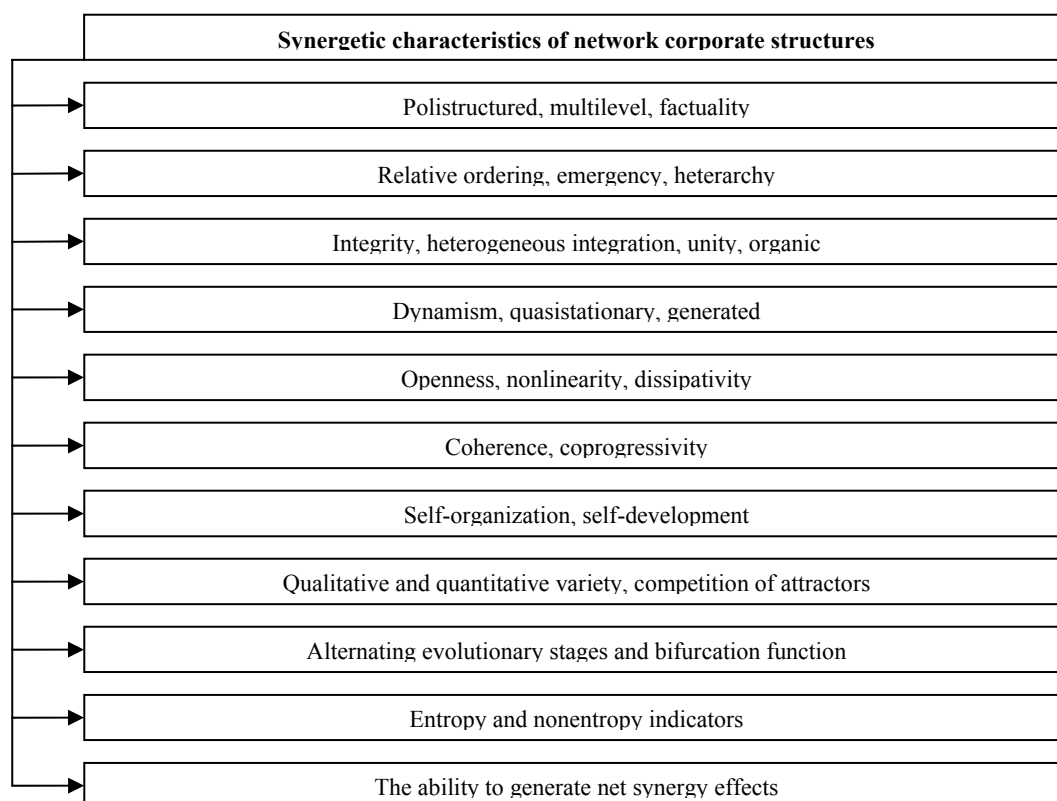 Synergetic characteristics of network corporate structures
Polistructured, multilevel, factuality
Relative ordering, emergency, heterarchy
Integrity, heterogeneous integration, unity, organic
Dynamism, quasistationary, generated
Openness, nonlinearity, dissipativity
Coherence, coprogressivity
Self-organization, self-development
Qualitative and quantitative variety, competition of attractors
Alternating evolutionary stages and bifurcation function
Entropy and nonentropy indicators
The ability to generate net synergy effects